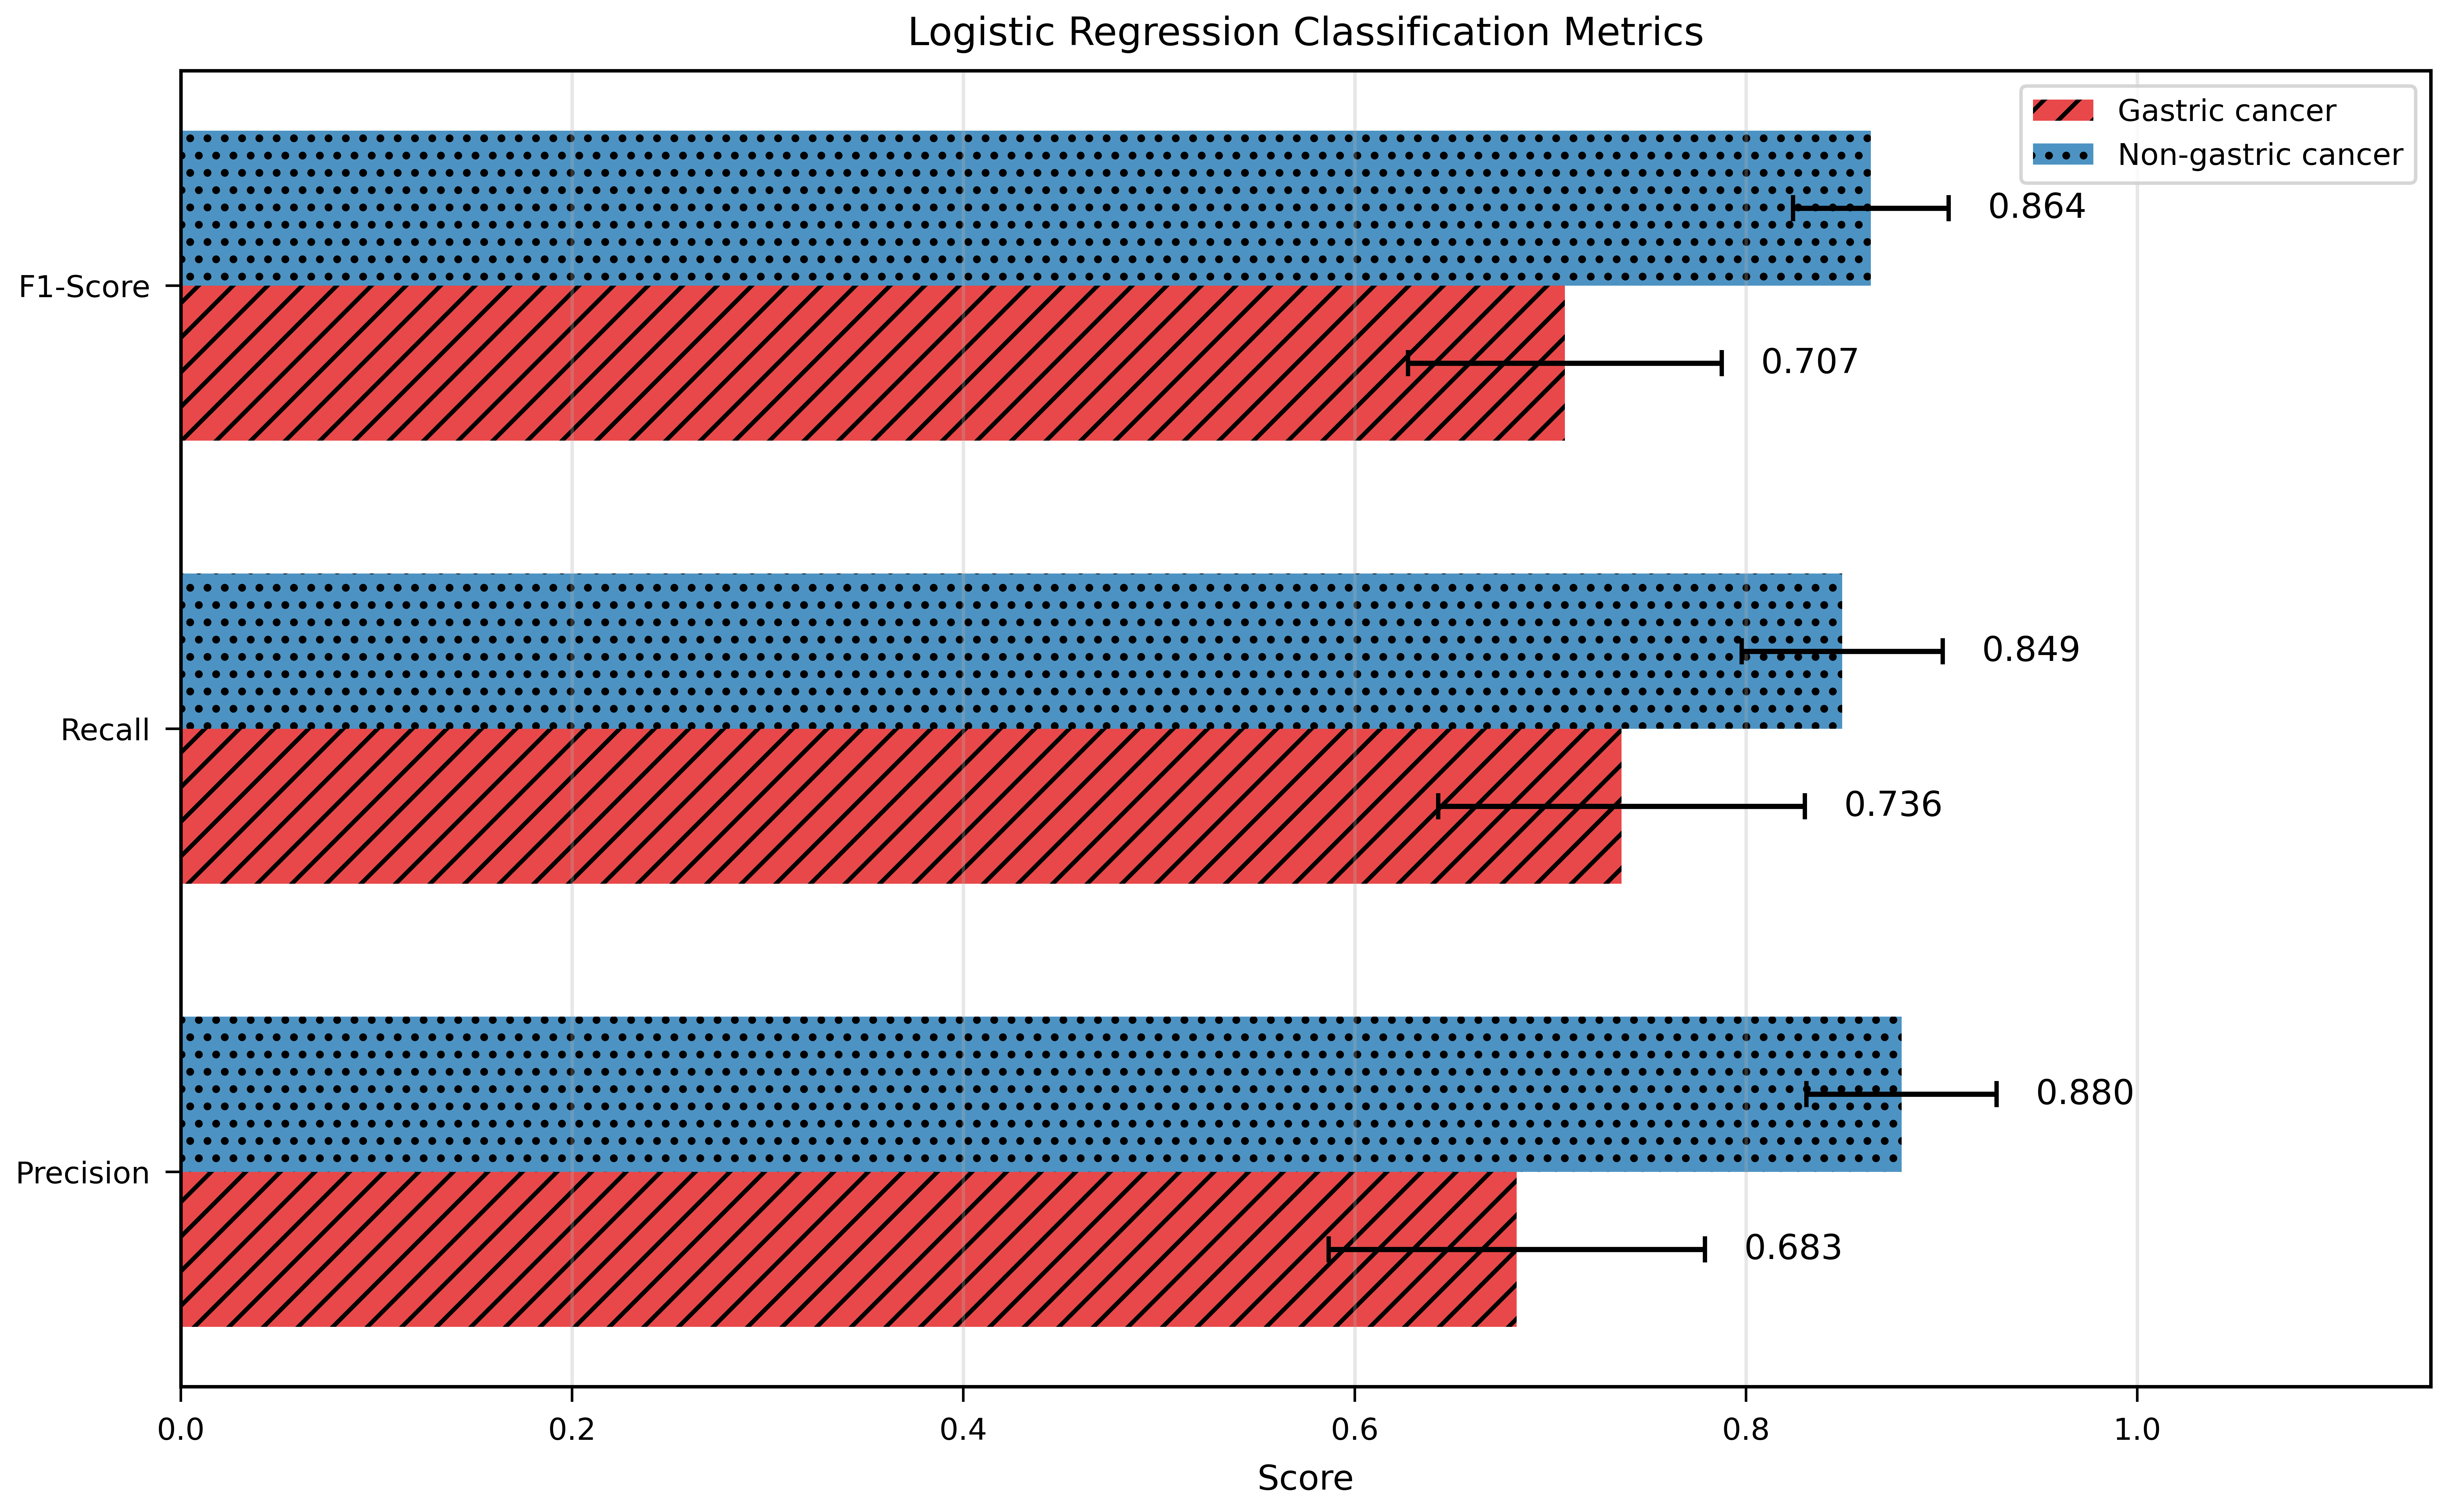 Logistic Regression Classification Metrics
Gastric cancer
Non-gastric cancer
0.864
F1-Score
0.707
0.849
Recall
0.736
0.880
Precision
0.683
0.0 0.2 0.4 0.6 0.8 1.0
Score